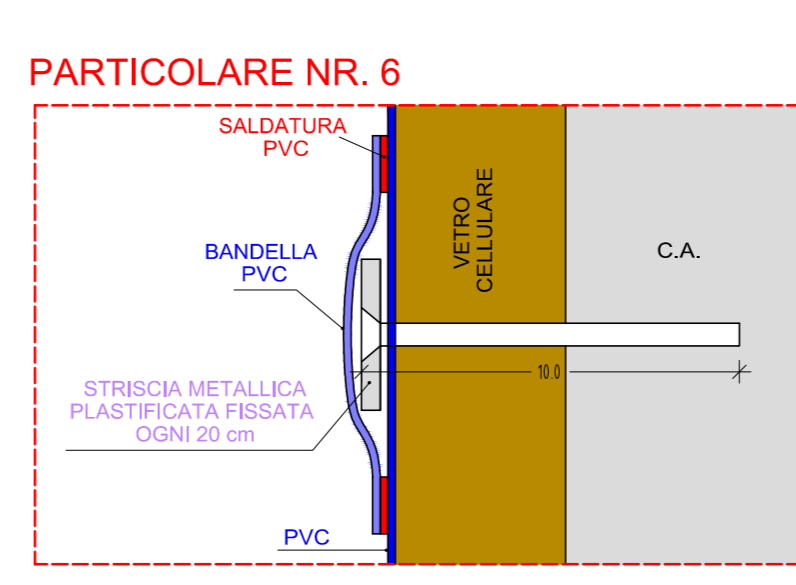 PARTICOLARE NR. 6
SALDATURA
PVC
VETRO
CELLULARE
BANDELLA
PVC
C.A.
10.0
STRISCIA METALLICA
PLASTIFICATA FISSATA
OGNI 20 cm
PVC